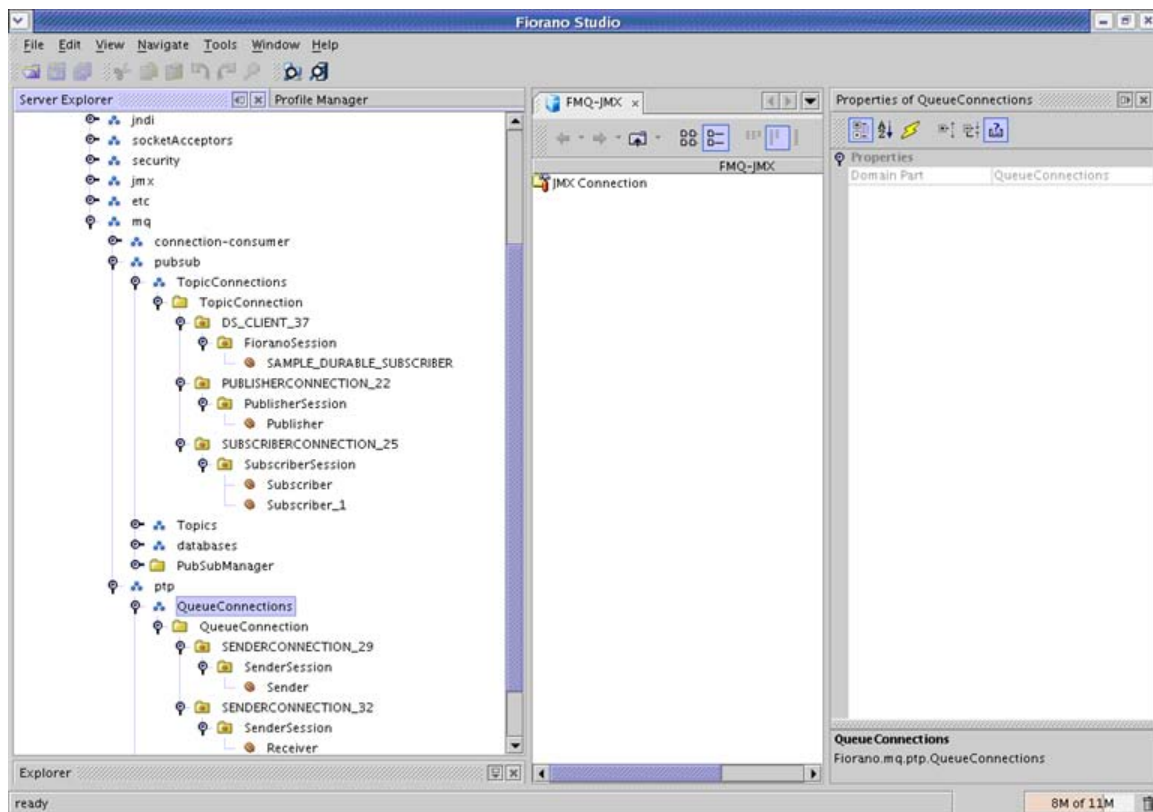 Fiorano Studio
File Edit View Navigate Tools Window Help
Server Explorer
Profile Manager
jndi
socketAcceptors
security
jmx
etc
mq
connection-consumer
pubsub
TopicConnections
TopicConnection
DS_CLIENT_37
FioranoSession
SAMPLE_DURABLE_SUBSCRIBER
PUBLISHERCONNECTION_22
PublisherSession
Publisher
SUBSCRIBERCONNECTION_25
SubscriberSession
Subscriber
Subscriber_1
Topics
databases
PubSubManager
ptp
QueueConnections
QueueConnection
SENDERCONNECTION_29
SenderSession
Sender
SENDERCONNECTION_32
SenderSession
Receiver
Explorer
FMQ-JMX
FMQ-JMX
JMX Connection
Properties of QueueConnections
Properties
Domain Part QueueConnections
QueueConnections
Fiorano.mq.ptp.QueueConnections
ready
8M of 11M